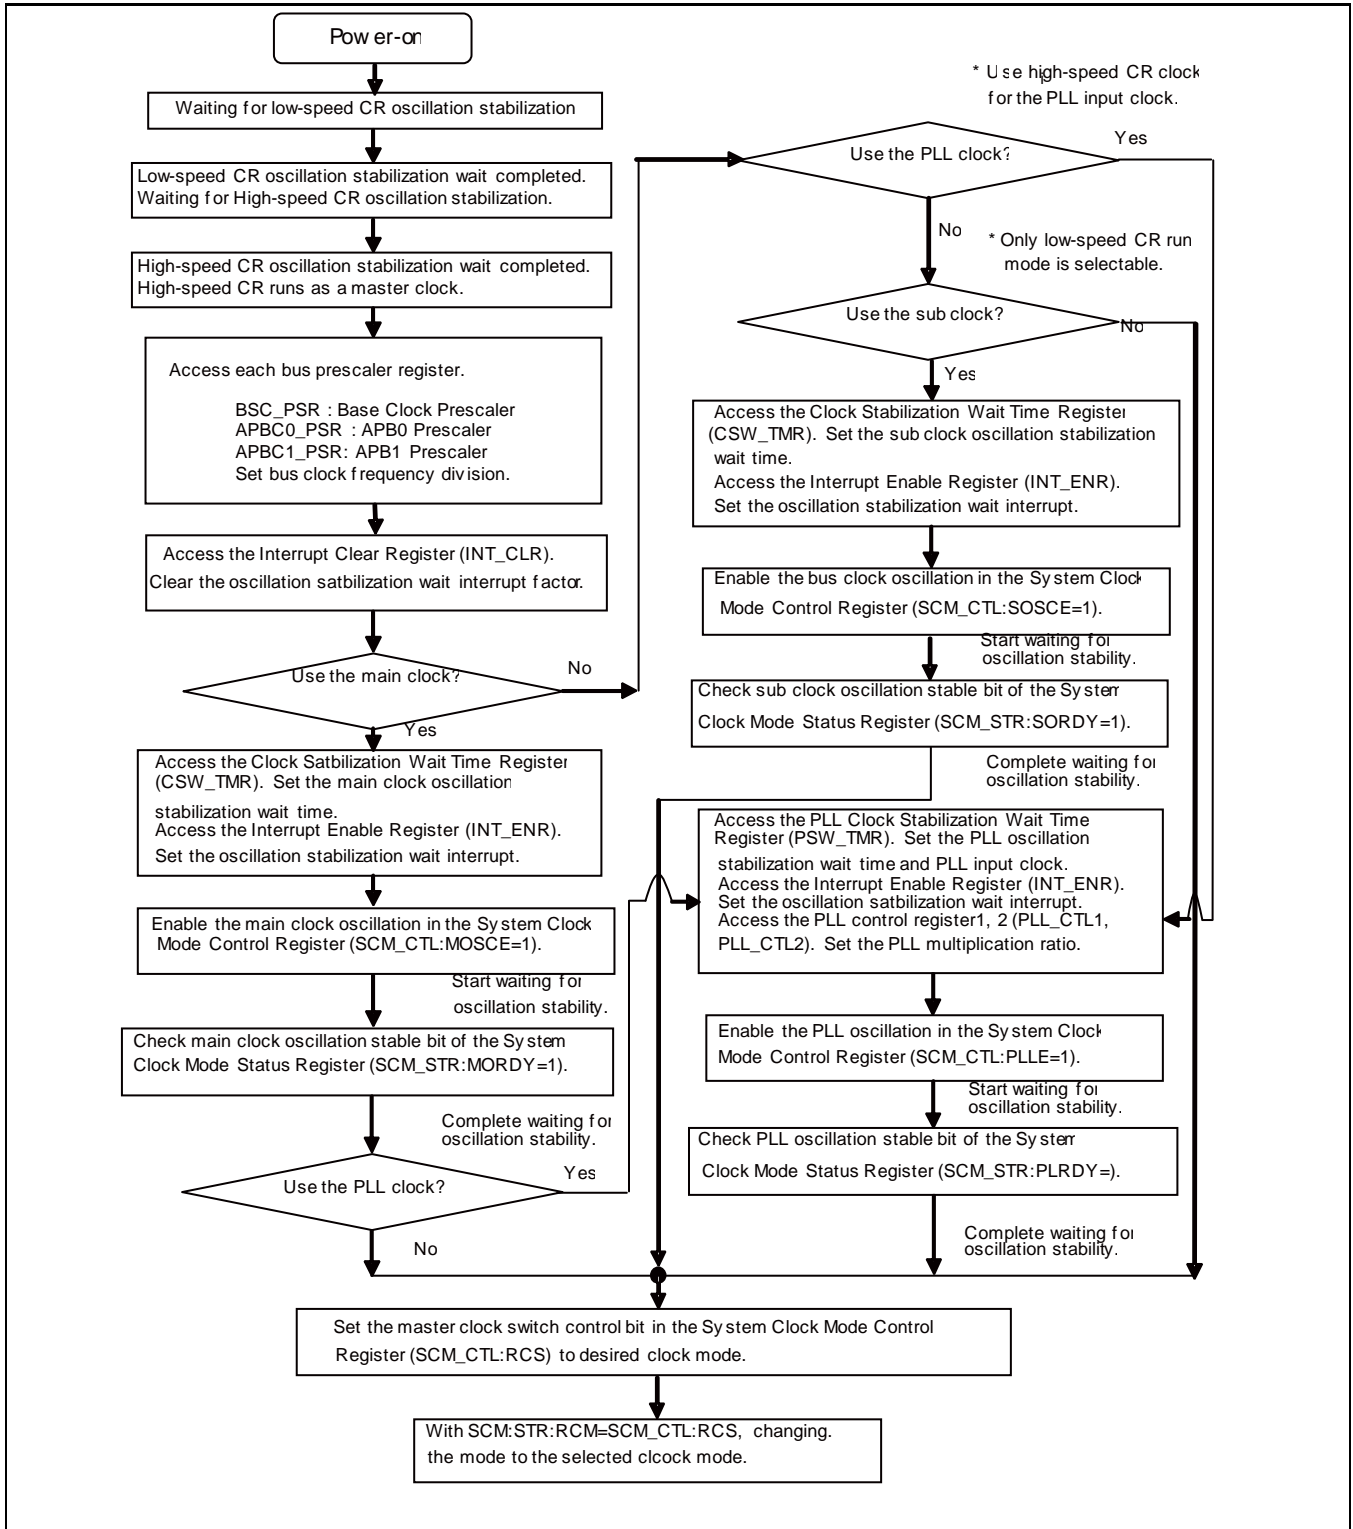 Power-on
Waiting for low-speed CR oscillation stabilization
Low-speed CR oscillation stabilization wait completed.
Waiting for High-speed CR oscillation stabilization.
High-speed CR oscillation stabilization wait completed.
High-speed CR runs as a master clock.
Access each bus prescaler register.
BSC_PSR : Base Clock Prescaler
APBC0_PSR : APB0 Prescaler
APBC1_PSR: APB1 Prescaler
Set bus clock frequency division.
Access the Interrupt Clear Register (INT_CLR).
Clear the oscillation satbilization wait interrupt factor.
Use the main clock?
No
Yes
Access the Clock Satbilization Wait Time Register
(CSW_TMR). Set the main clock oscillation
stabilization wait time.
Access the Interrupt Enable Register (INT_ENR).
Set the oscillation stabilization wait interrupt.
Enable the main clock oscillation in the System Clock
Mode Control Register (SCM_CTL:MOSCE=1).
Start waiting for
oscillation stability.
Check main clock oscillation stable bit of the System
Clock Mode Status Register (SCM_STR:MORDY=1).
Complete waiting for
oscillation stability.
Use the PLL clock?
Yes
No
* Use high-speed CR clock
for the PLL input clock.
Use the PLL clock?
Yes
No
* Only low-speed CR run
mode is selectable.
Use the sub clock?
No
Yes
Access the Clock Stabilization Wait Time Register
(CSW_TMR). Set the sub clock oscillation stabilization
wait time.
Access the Interrupt Enable Register (INT_ENR).
Set the oscillation stabilization wait interrupt.
Enable the bus clock oscillation in the System Clock
Mode Control Register (SCM_CTL:SOSCE=1).
Start waiting for
oscillation stability.
Check sub clock oscillation stable bit of the System
Clock Mode Status Register (SCM_STR:SORDY=1).
Complete waiting for
oscillation stability.
Access the PLL Clock Stabilization Wait Time
Register (PSW_TMR). Set the PLL oscillation
stabilization wait time and PLL input clock.
Access the Interrupt Enable Register (INT_ENR).
Set the oscillation satbilization wait interrupt.
Access the PLL control register1, 2 (PLL_CTL1,
PLL_CTL2). Set the PLL multiplication ratio.
Enable the PLL oscillation in the System Clock
Mode Control Register (SCM_CTL:PLLE=1).
Start waiting for
oscillation stability.
Check PLL oscillation stable bit of the System
Clock Mode Status Register (SCM_STR:PLRDY=).
Complete waiting for
oscillation stability.
Set the master clock switch control bit in the System Clock Mode Control
Register (SCM_CTL:RCS) to desired clock mode.
With SCM:STR:RCM=SCM_CTL:RCS, changing.
the mode to the selected clcock mode.